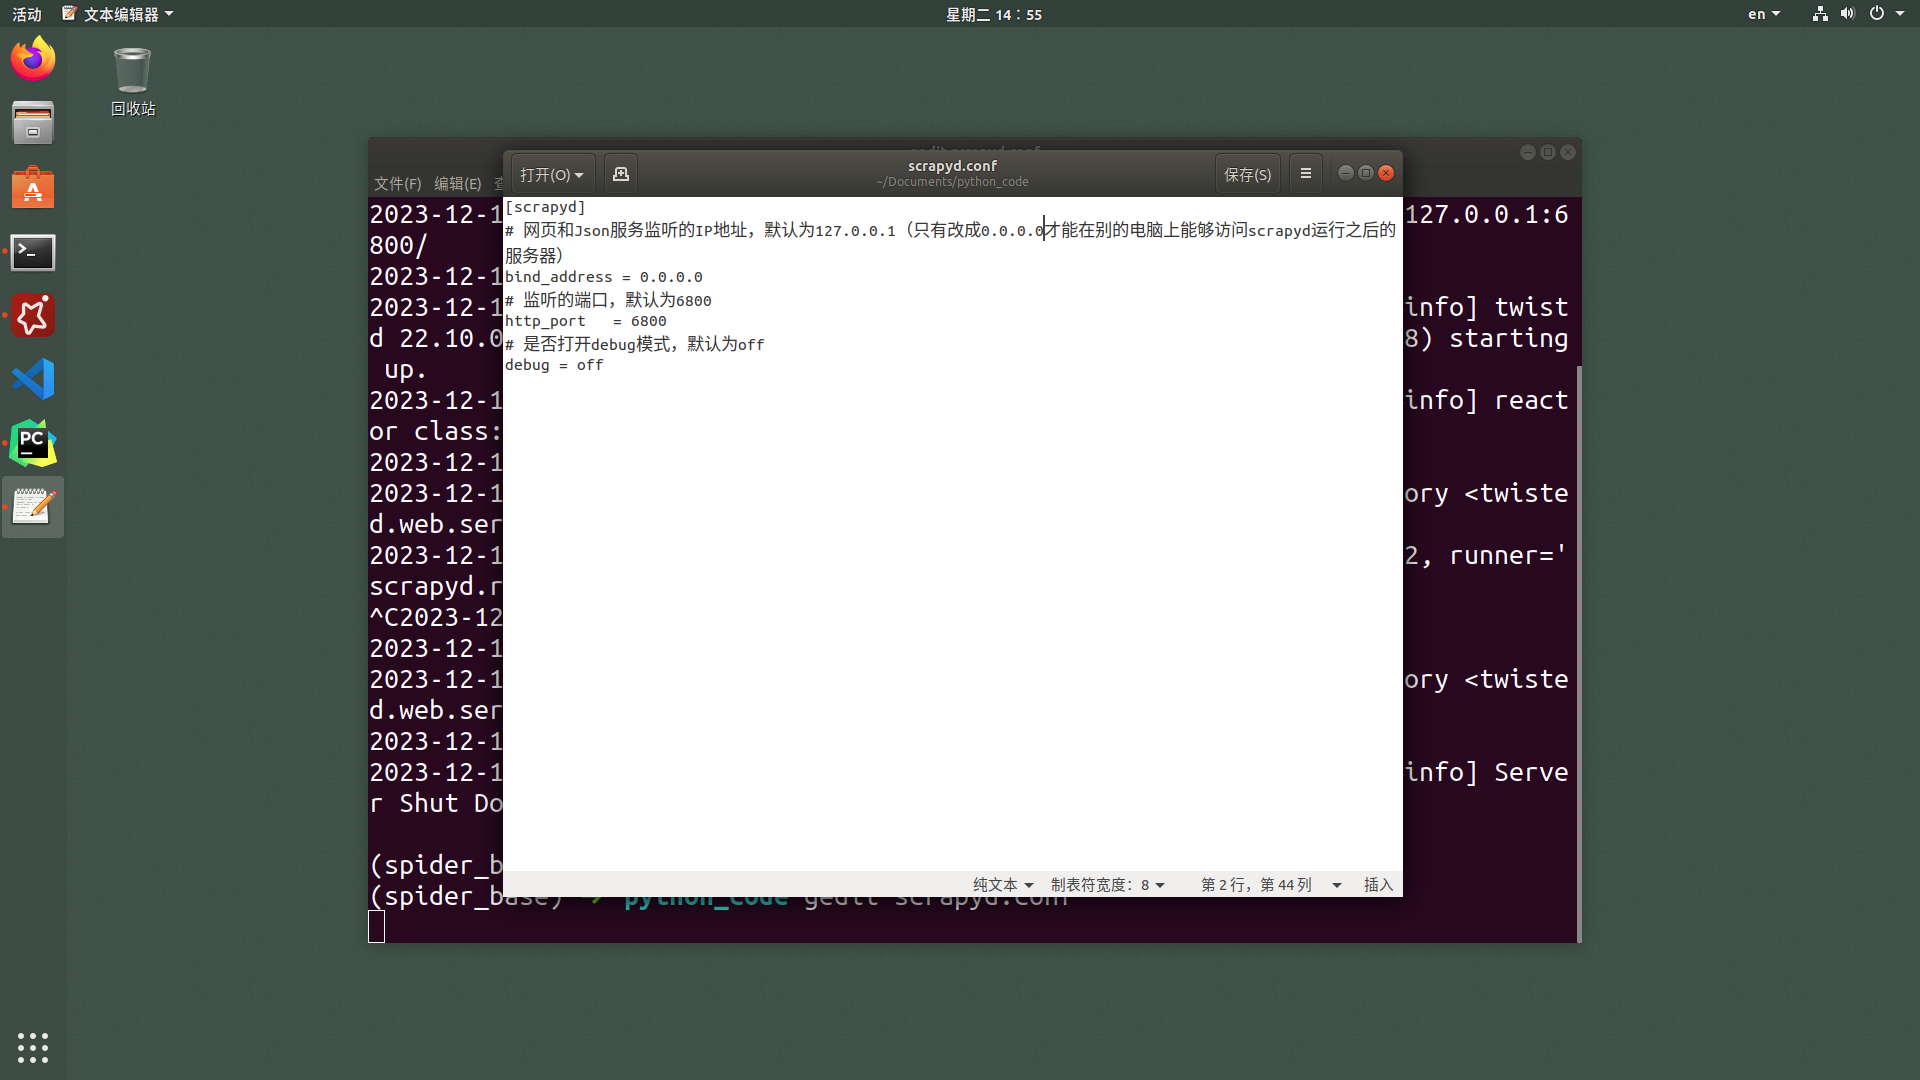 活动 文本编辑器 星期二 14:55 en
回收站
文件(F) 编辑(E)
打开(O) scrapyd.conf 保存(S)
~/Documents/python_code
[scrapyd]
# 网页和Json服务监听的IP地址，默认为127.0.0.1（只有改成0.0.0.0才能在别的电脑上能够访问scrapyd运行之后的
服务器）
bind_address = 0.0.0.0
# 监听的端口，默认为6800
http_port   = 6800
# 是否打开debug模式，默认为off
debug = off
纯文本 制表符宽度：8 第 2 行，第 44 列 插入
2023-12-1 127.0.0.1:6
800/
2023-12-1
2023-12-1 info] twist
d 22.10.0 8) starting
up.
2023-12-1 info] react
or class:
2023-12-1
2023-12-1 ory <twiste
d.web.ser
2023-12-1 2, runner='
scrapyd.r
^C2023-12
2023-12-1
2023-12-1 ory <twiste
d.web.ser
2023-12-1
2023-12-1 info] Serve
r Shut Do
(spider_b
(spider_base) python_code gedit scrapyd.conf